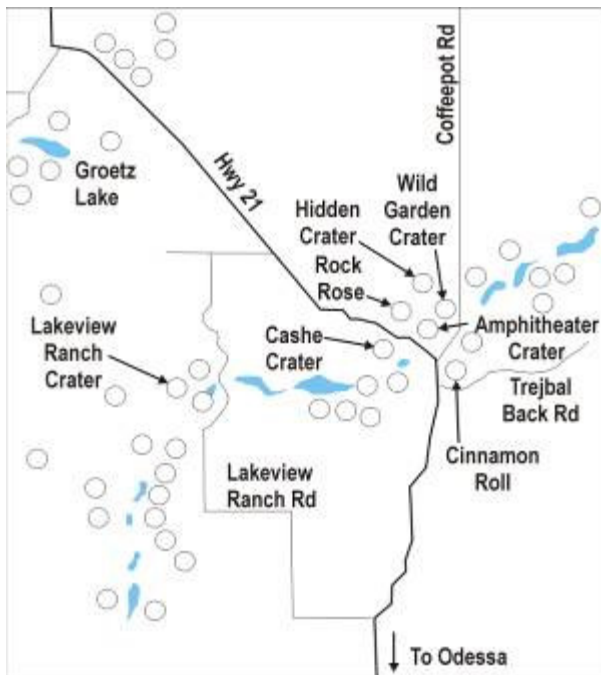 Coffeepot Rd
Hwy 21
Groetz
Lake
Wild
Garden
Crater
Hidden
Crater
Rock
Rose
Lakeview
Ranch
Crater
Cashe
Crater
Amphitheater
Crater
Trejbal
Back Rd
Cinnamon
Roll
Lakeview
Ranch Rd
To Odessa